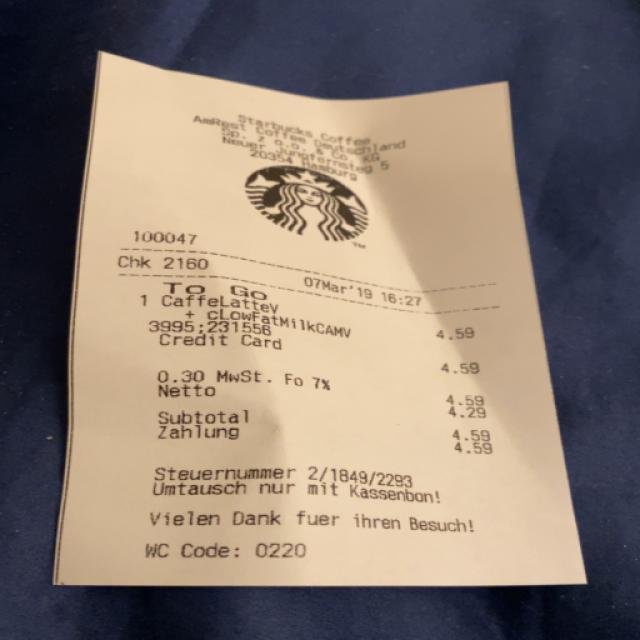 Starbucks Coffee
AmRest Coffee Deutschland
Sp. z o.o. & Co. KG
Neuer Jungfernstieg 5
20354 Hamburg
TM
100047
Chk 2160 07Mar'19 16:27
To Go
1 CaffeLatteV 4.59
+ cLowFatMilkCAMV
3995;231556
Credit Card 4.59
0.30 MwSt. Fo 7% 4.59
Netto 4.29
Subtotal 4.59
Zahlung 4.59
Steuernummer 2/1849/2293
Umtausch nur mit Kassenbon!
Vielen Dank fuer ihren Besuch!
WC Code: 0220